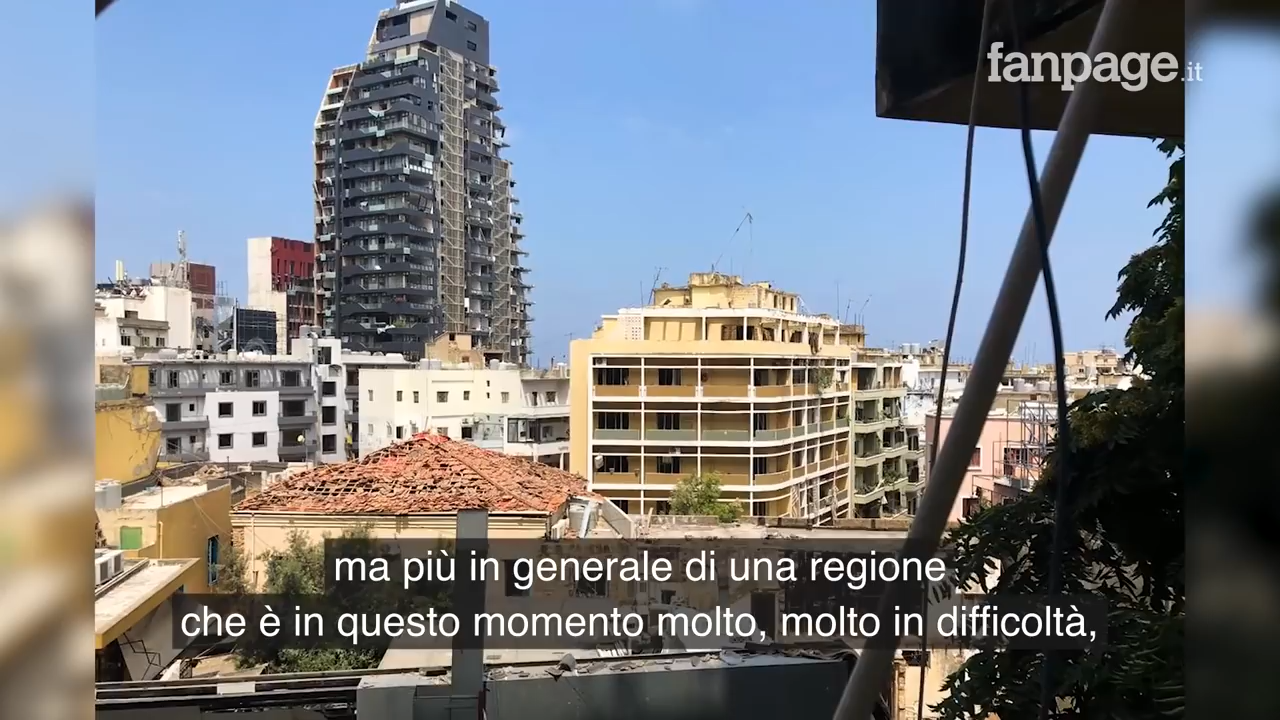 fanpage.it
ma più in generale di una regione
che è in questo momento molto, molto in difficoltà,